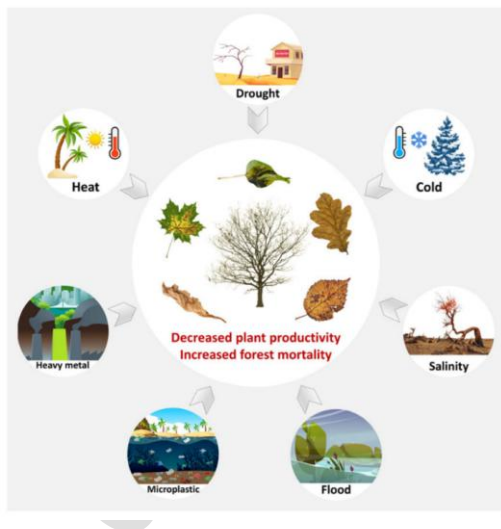 Drought
Heat
Cold
Decreased plant productivity
Increased forest mortality
Heavy metal
Salinity
Microplastic
Flood